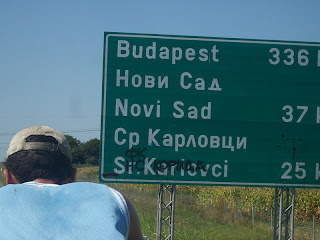 Budapest 336
Нови Сад
Novi Sad 37
Ср Карловци
Sr.Karlovci 25